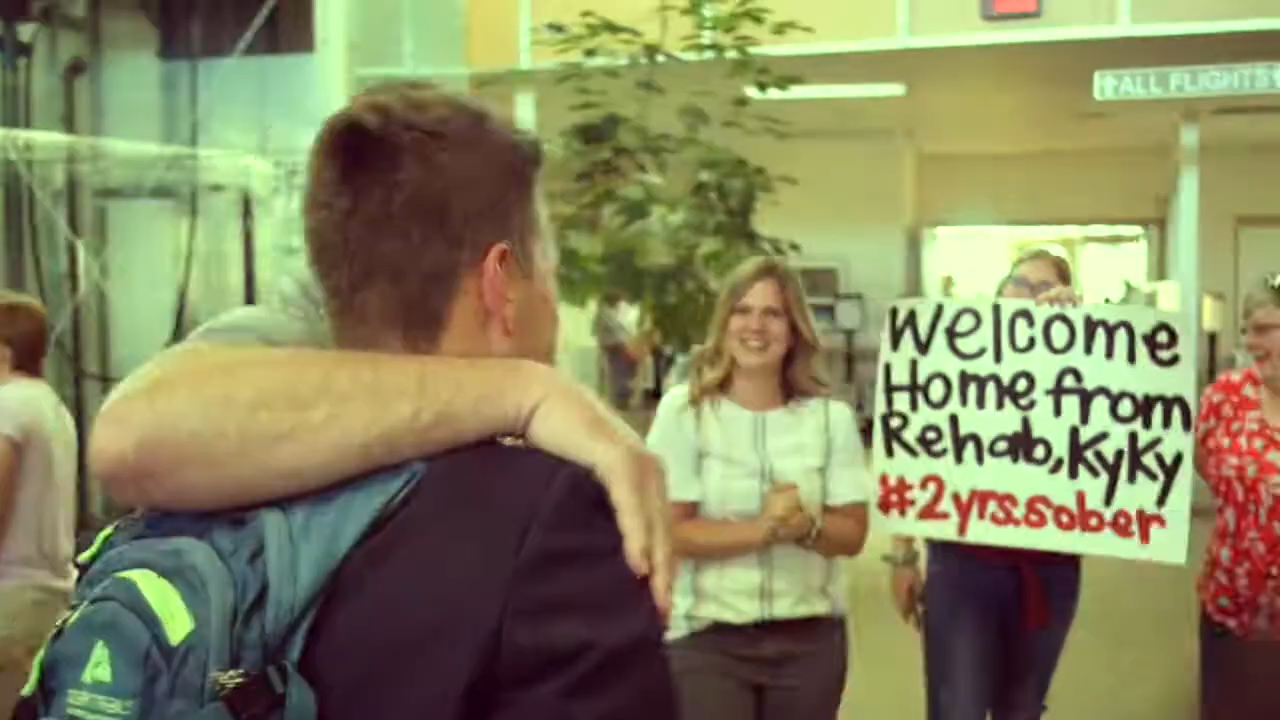 ALL FLIGHTS
Welcome
Home from
Rehab, KyKy
#2yrs.sober